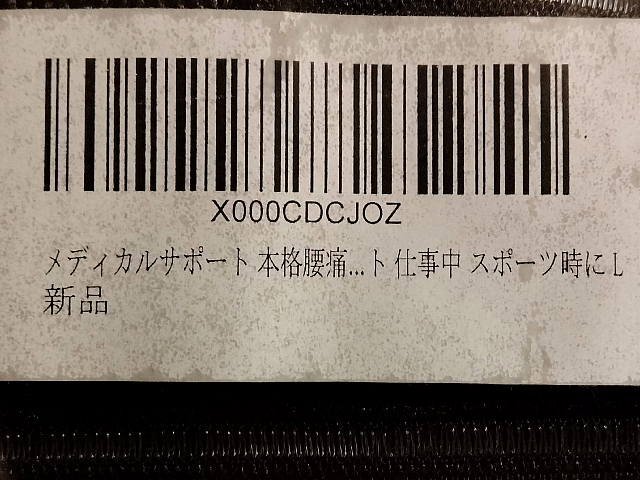 X000CDCJOZ
メディカルサポート 本格腰痛...ト 仕事中 スポーツ時に L
新品